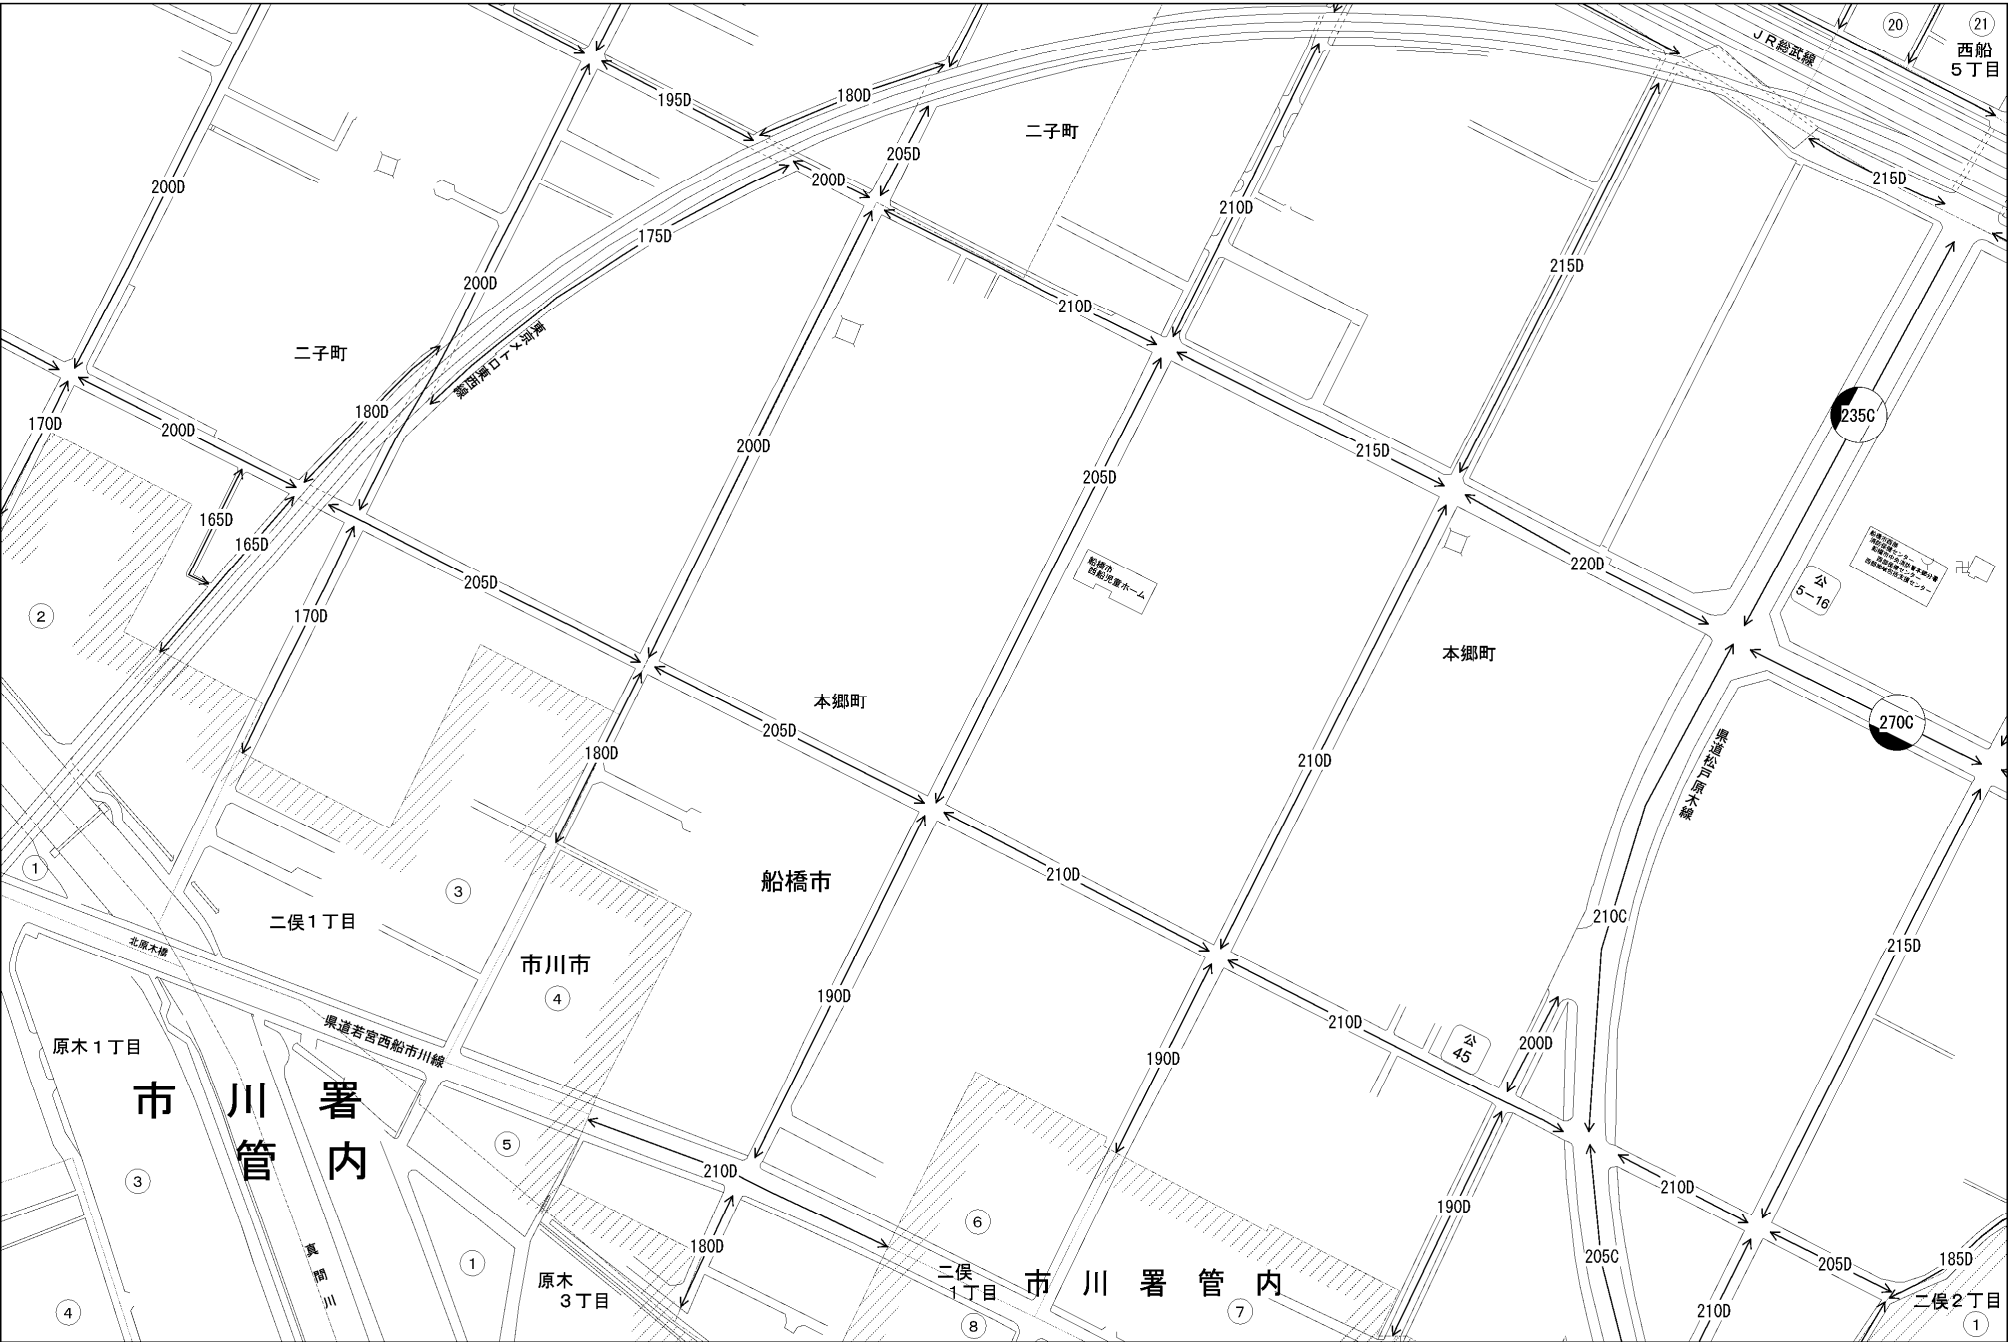 20
21
西船
5丁目
JR総武線
195D
180D
二子町
205D
200D
200D
215D
210D
175D
215D
200D
210D
二子町
東京メトロ東西線
170D
200D
180D
235C
200D
215D
205D
165D
165D
220D
船橋市
西船児童ホーム
公
5-16
205D
170D
2
本郷町
本郷町
205D
270C
180D
210D
県道松戸原木線
1
3
船橋市
210D
二俣1丁目
210C
北原木橋
市川市
215D
4
190D
県道若宮西船市川線
210D
原木1丁目
公
45
200D
190D
市川署
管内
5
210D
3
210D
190D
6
真間川
180D
205C
205D
185D
1
原木
3丁目
二俣
1丁目
市川署管内
7
8
210D
二俣2丁目
1
4